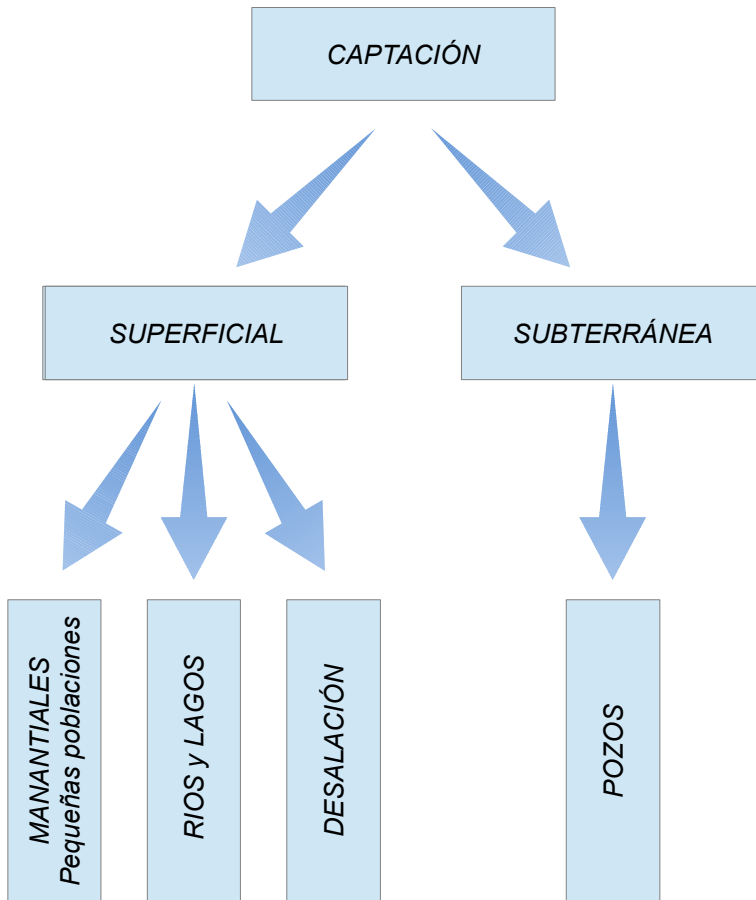 CAPTACIÓN
SUPERFICIAL
SUBTERRÁNEA
MANANTIALES
Pequeñas poblaciones
RIOS y LAGOS
DESALACIÓN
POZOS